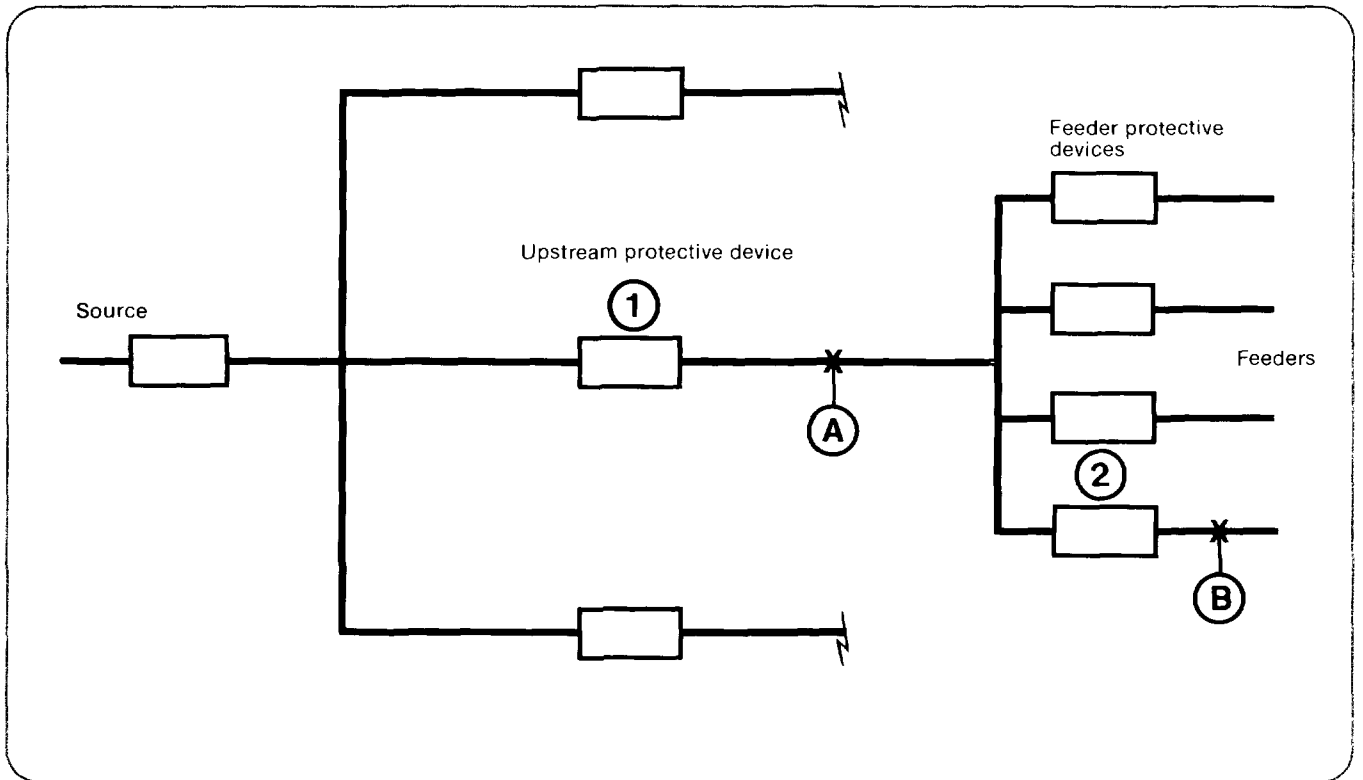 Feeder protective
devices
Upstream protective device
1
Source
Feeders
A
2
B